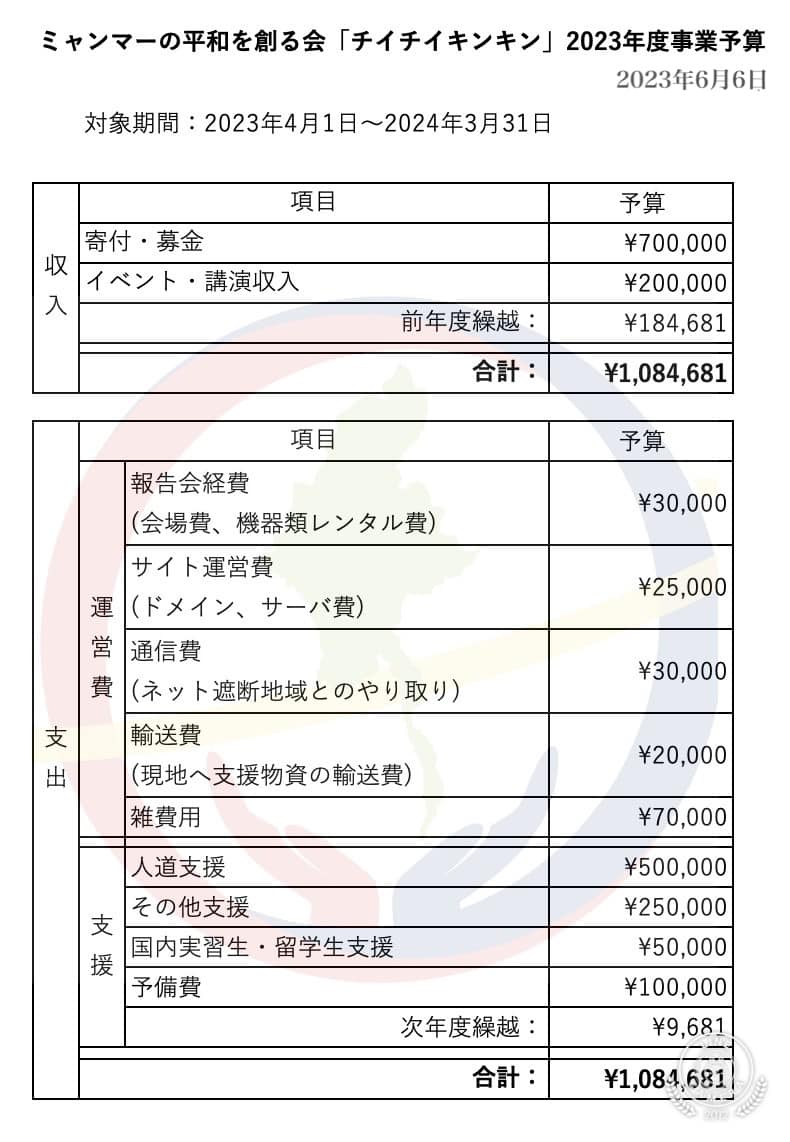 ミャンマーの平和を創る会「チイチイキンキン」2023年度事業予算
2023年6月6日
対象期間：2023年4月1日～2024年3月31日
収入
項目 予算
寄付・募金 ¥700,000
イベント・講演収入 ¥200,000
前年度繰越： ¥184,681
合計： ¥1,084,681
支出
項目 予算
運営費
報告会経費
(会場費、機器類レンタル費)
¥30,000
サイト運営費
(ドメイン、サーバ費)
¥25,000
通信費
(ネット遮断地域とのやり取り)
¥30,000
輸送費
(現地へ支援物資の輸送費)
¥20,000
雑費用 ¥70,000
支援
人道支援 ¥500,000
その他支援 ¥250,000
国内実習生・留学生支援 ¥50,000
予備費 ¥100,000
次年度繰越： ¥9,681
合計： ¥1,084,681
2012